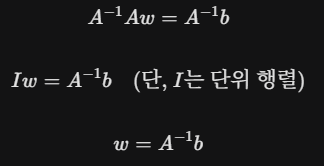 A⁻¹Aw = A⁻¹b
Iw = A⁻¹b (단, I는 단위 행렬)
w = A⁻¹b